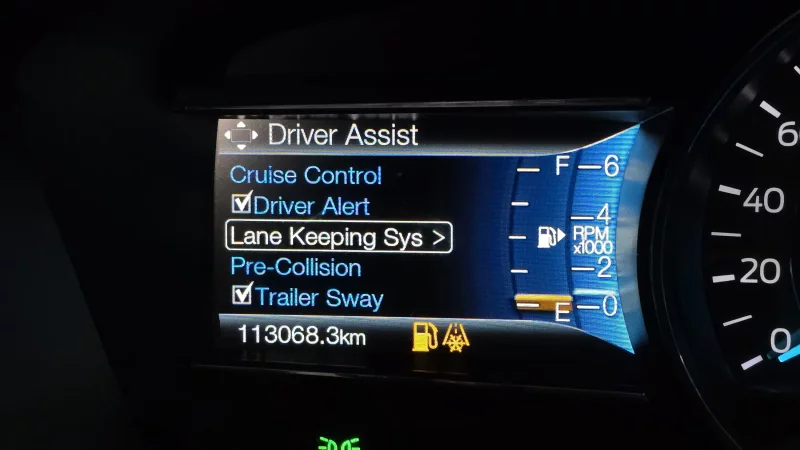 Driver Assist
Cruise Control
Driver Alert
Lane Keeping Sys >
Pre-Collision
Trailer Sway
113068.3km
F
E
6
4
RPM
x1000
2
0
6
40
20
0